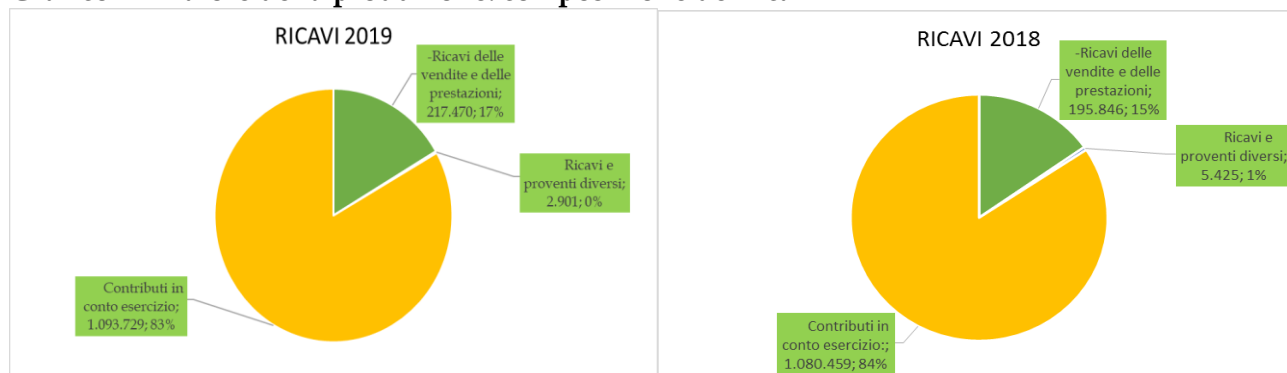 RICAVI 2019
-Ricavi delle
vendite e delle
prestazioni;
217.470; 17%
Ricavi e
proventi diversi;
2.901; 0%
Contributi in
conto esercizio;
1.093.729; 83%
RICAVI 2018
-Ricavi delle
vendite e delle
prestazioni;
195.846; 15%
Ricavi e
proventi diversi;
5.425; 1%
Contributi in
conto esercizio:;
1.080.459; 84%